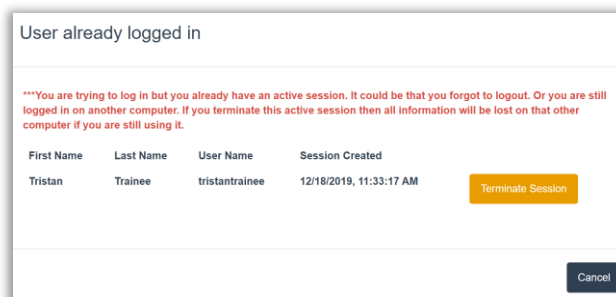 User already logged in
***You are trying to log in but you already have an active session. It could be that you forgot to logout. Or you are still
logged in on another computer. If you terminate this active session then all information will be lost on that other
computer if you are still using it.
First Name Last Name User Name Session Created
Tristan Trainee tristantrainee 12/18/2019, 11:33:17 AM Terminate Session
Cancel